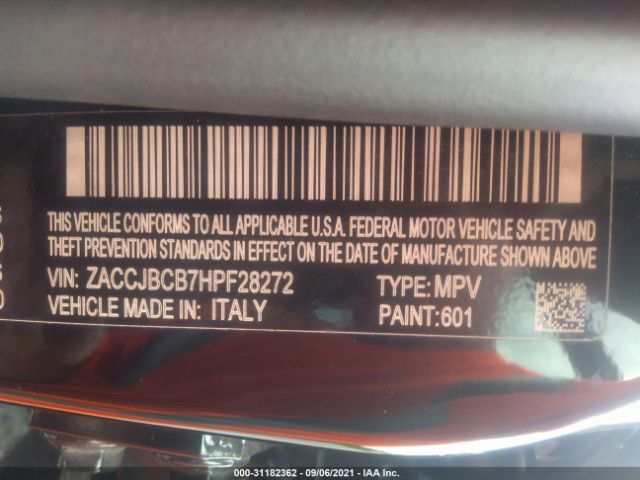 THIS VEHICLE CONFORMS TO ALL APPLICABLE U.S.A. FEDERAL MOTOR VEHICLE SAFETY AND
THEFT PREVENTION STANDARDS IN EFFECT ON THE DATE OF MANUFACTURE SHOWN ABOVE
VIN: ZACCJBCB7HPF28272 TYPE: MPV
VEHICLE MADE IN: ITALY PAINT:601
000-31182362 - 09/06/2021 - IAA Inc.